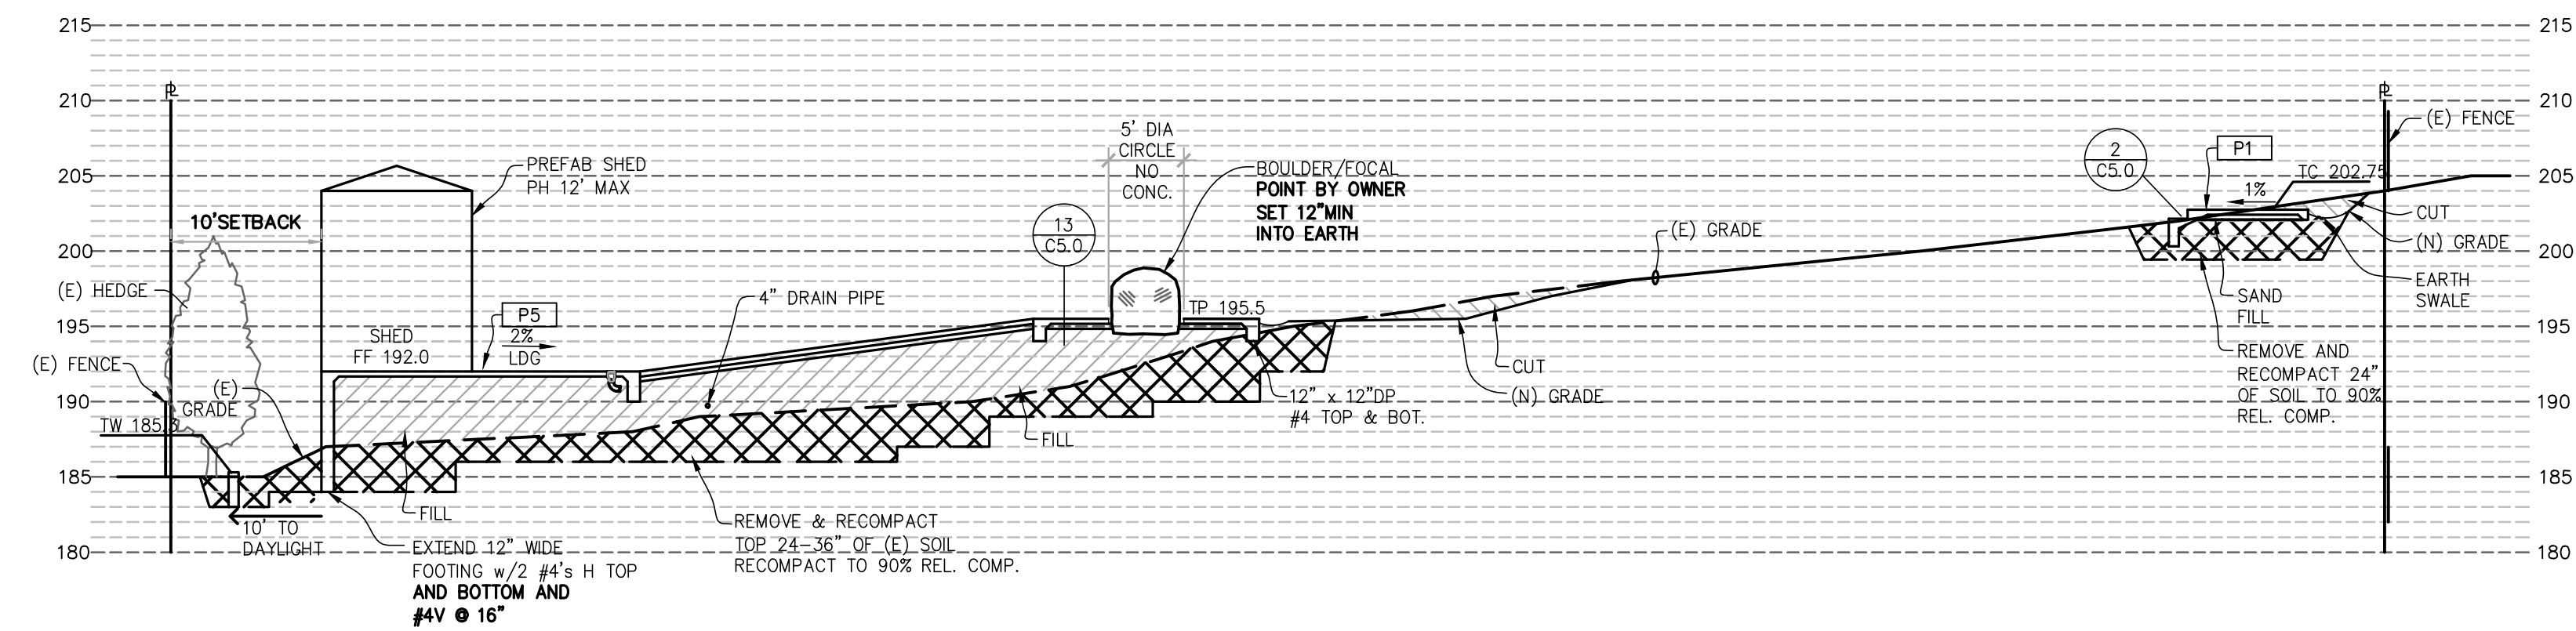 215
215
210
210
205
205
200
200
195
195
190
190
185
185
180
180
PL
PL
10'SETBACK
(E) HEDGE
(E) FENCE
(E)
GRADE
PREFAB SHED
PH 12' MAX
SHED
FF 192.0
P5
2%
LDG
4" DRAIN PIPE
13
C5.0
5' DIA
CIRCLE
NO
CONC.
BOULDER/FOCAL
POINT BY OWNER
SET 12"MIN
INTO EARTH
TP 195.5
(E) GRADE
CUT
(N) GRADE
12" x 12"DP
#4 TOP & BOT.
FILL
FILL
10' TO
DAYLIGHT
EXTEND 12" WIDE
FOOTING w/2 #4's H TOP
AND BOTTOM AND
#4V @ 16"
REMOVE & RECOMPACT
TOP 24-36" OF (E) SOIL
RECOMPACT TO 90% REL. COMP.
2
C5.0
P1
TC 202.75
1%
(E) FENCE
CUT
(N) GRADE
EARTH
SWALE
SAND
FILL
REMOVE AND
RECOMPACT 24"
OF SOIL TO 90%
REL. COMP.
TW